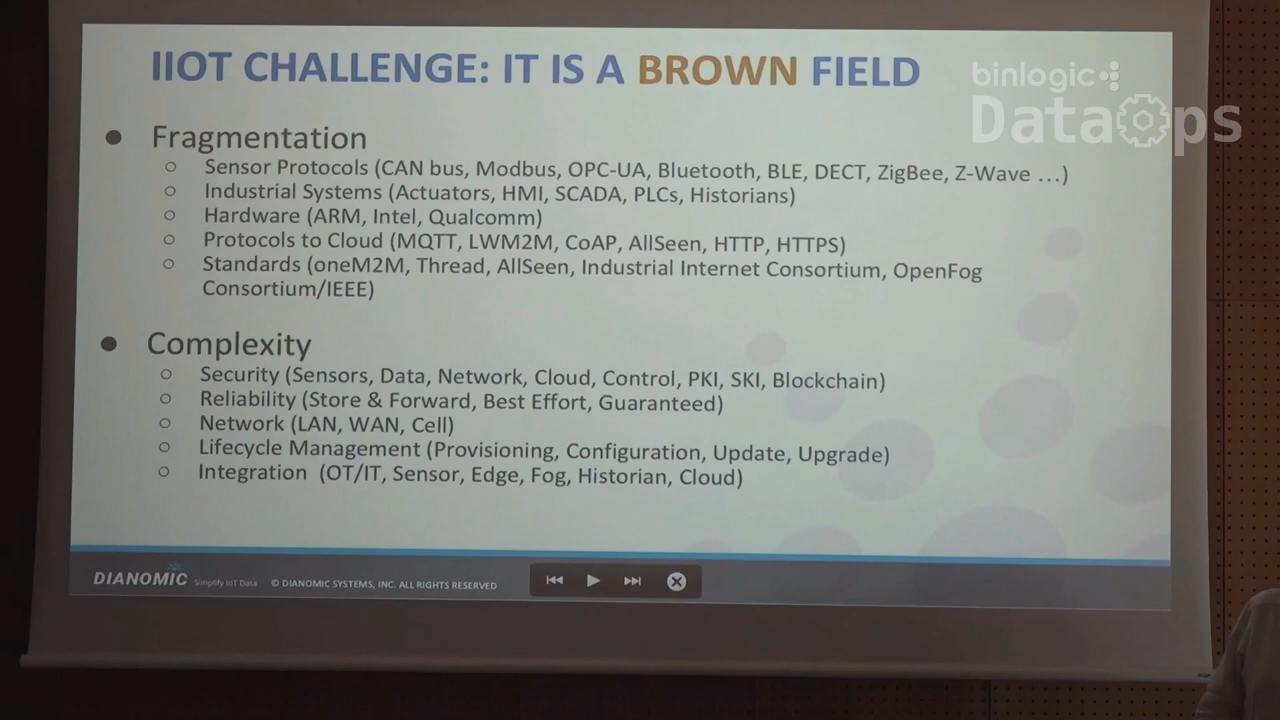 IIOT CHALLENGE: IT IS A BROWN FIELD
binlogic
DataOps
● Fragmentation
○ Sensor Protocols (CAN bus, Modbus, OPC-UA, Bluetooth, BLE, DECT, ZigBee, Z-Wave ...)
○ Industrial Systems (Actuators, HMI, SCADA, PLCs, Historians)
○ Hardware (ARM, Intel, Qualcomm)
○ Protocols to Cloud (MQTT, LWM2M, CoAP, AllSeen, HTTP, HTTPS)
○ Standards (oneM2M, Thread, AllSeen, Industrial Internet Consortium, OpenFog
Consortium/IEEE)
● Complexity
○ Security (Sensors, Data, Network, Cloud, Control, PKI, SKI, Blockchain)
○ Reliability (Store & Forward, Best Effort, Guaranteed)
○ Network (LAN, WAN, Cell)
○ Lifecycle Management (Provisioning, Configuration, Update, Upgrade)
○ Integration (OT/IT, Sensor, Edge, Fog, Historian, Cloud)
DIANOMIC Simplify IoT Data © DIANOMIC SYSTEMS, INC. ALL RIGHTS RESERVED